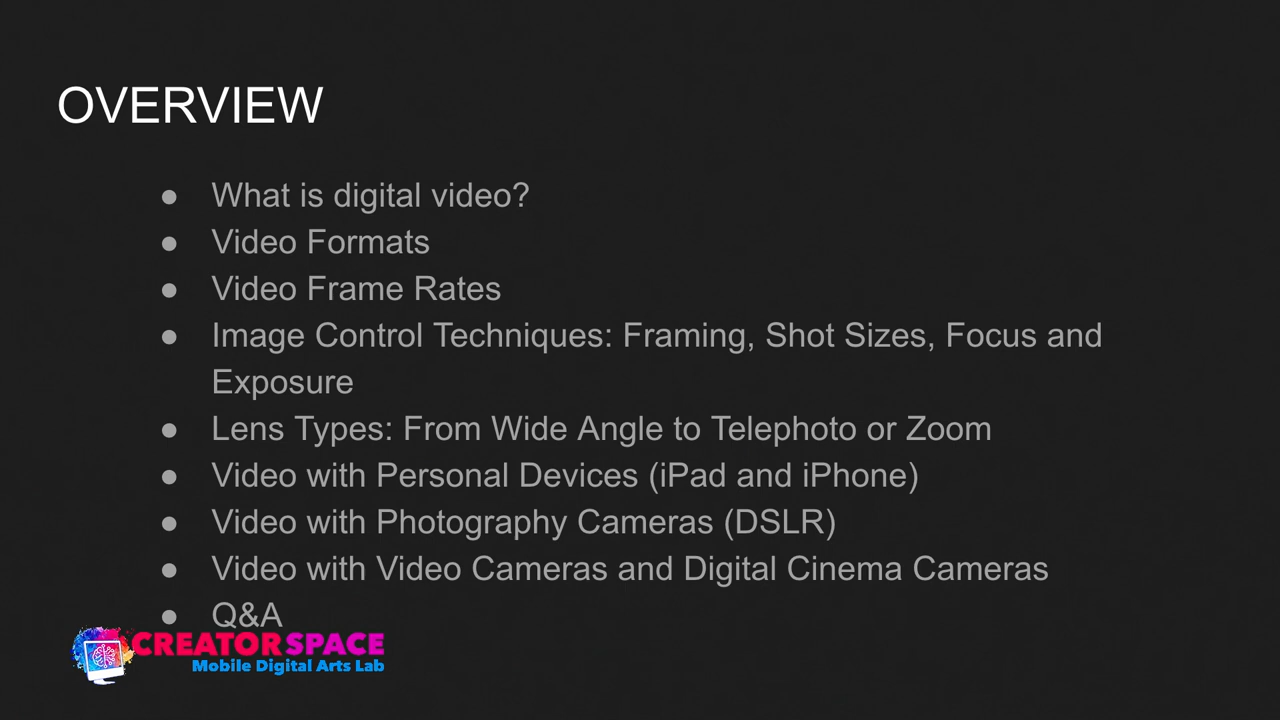 OVERVIEW
● What is digital video?
● Video Formats
● Video Frame Rates
● Image Control Techniques: Framing, Shot Sizes, Focus and
Exposure
● Lens Types: From Wide Angle to Telephoto or Zoom
● Video with Personal Devices (iPad and iPhone)
● Video with Photography Cameras (DSLR)
● Video with Video Cameras and Digital Cinema Cameras
● Q&A
CREATORSPACE
Mobile Digital Arts Lab